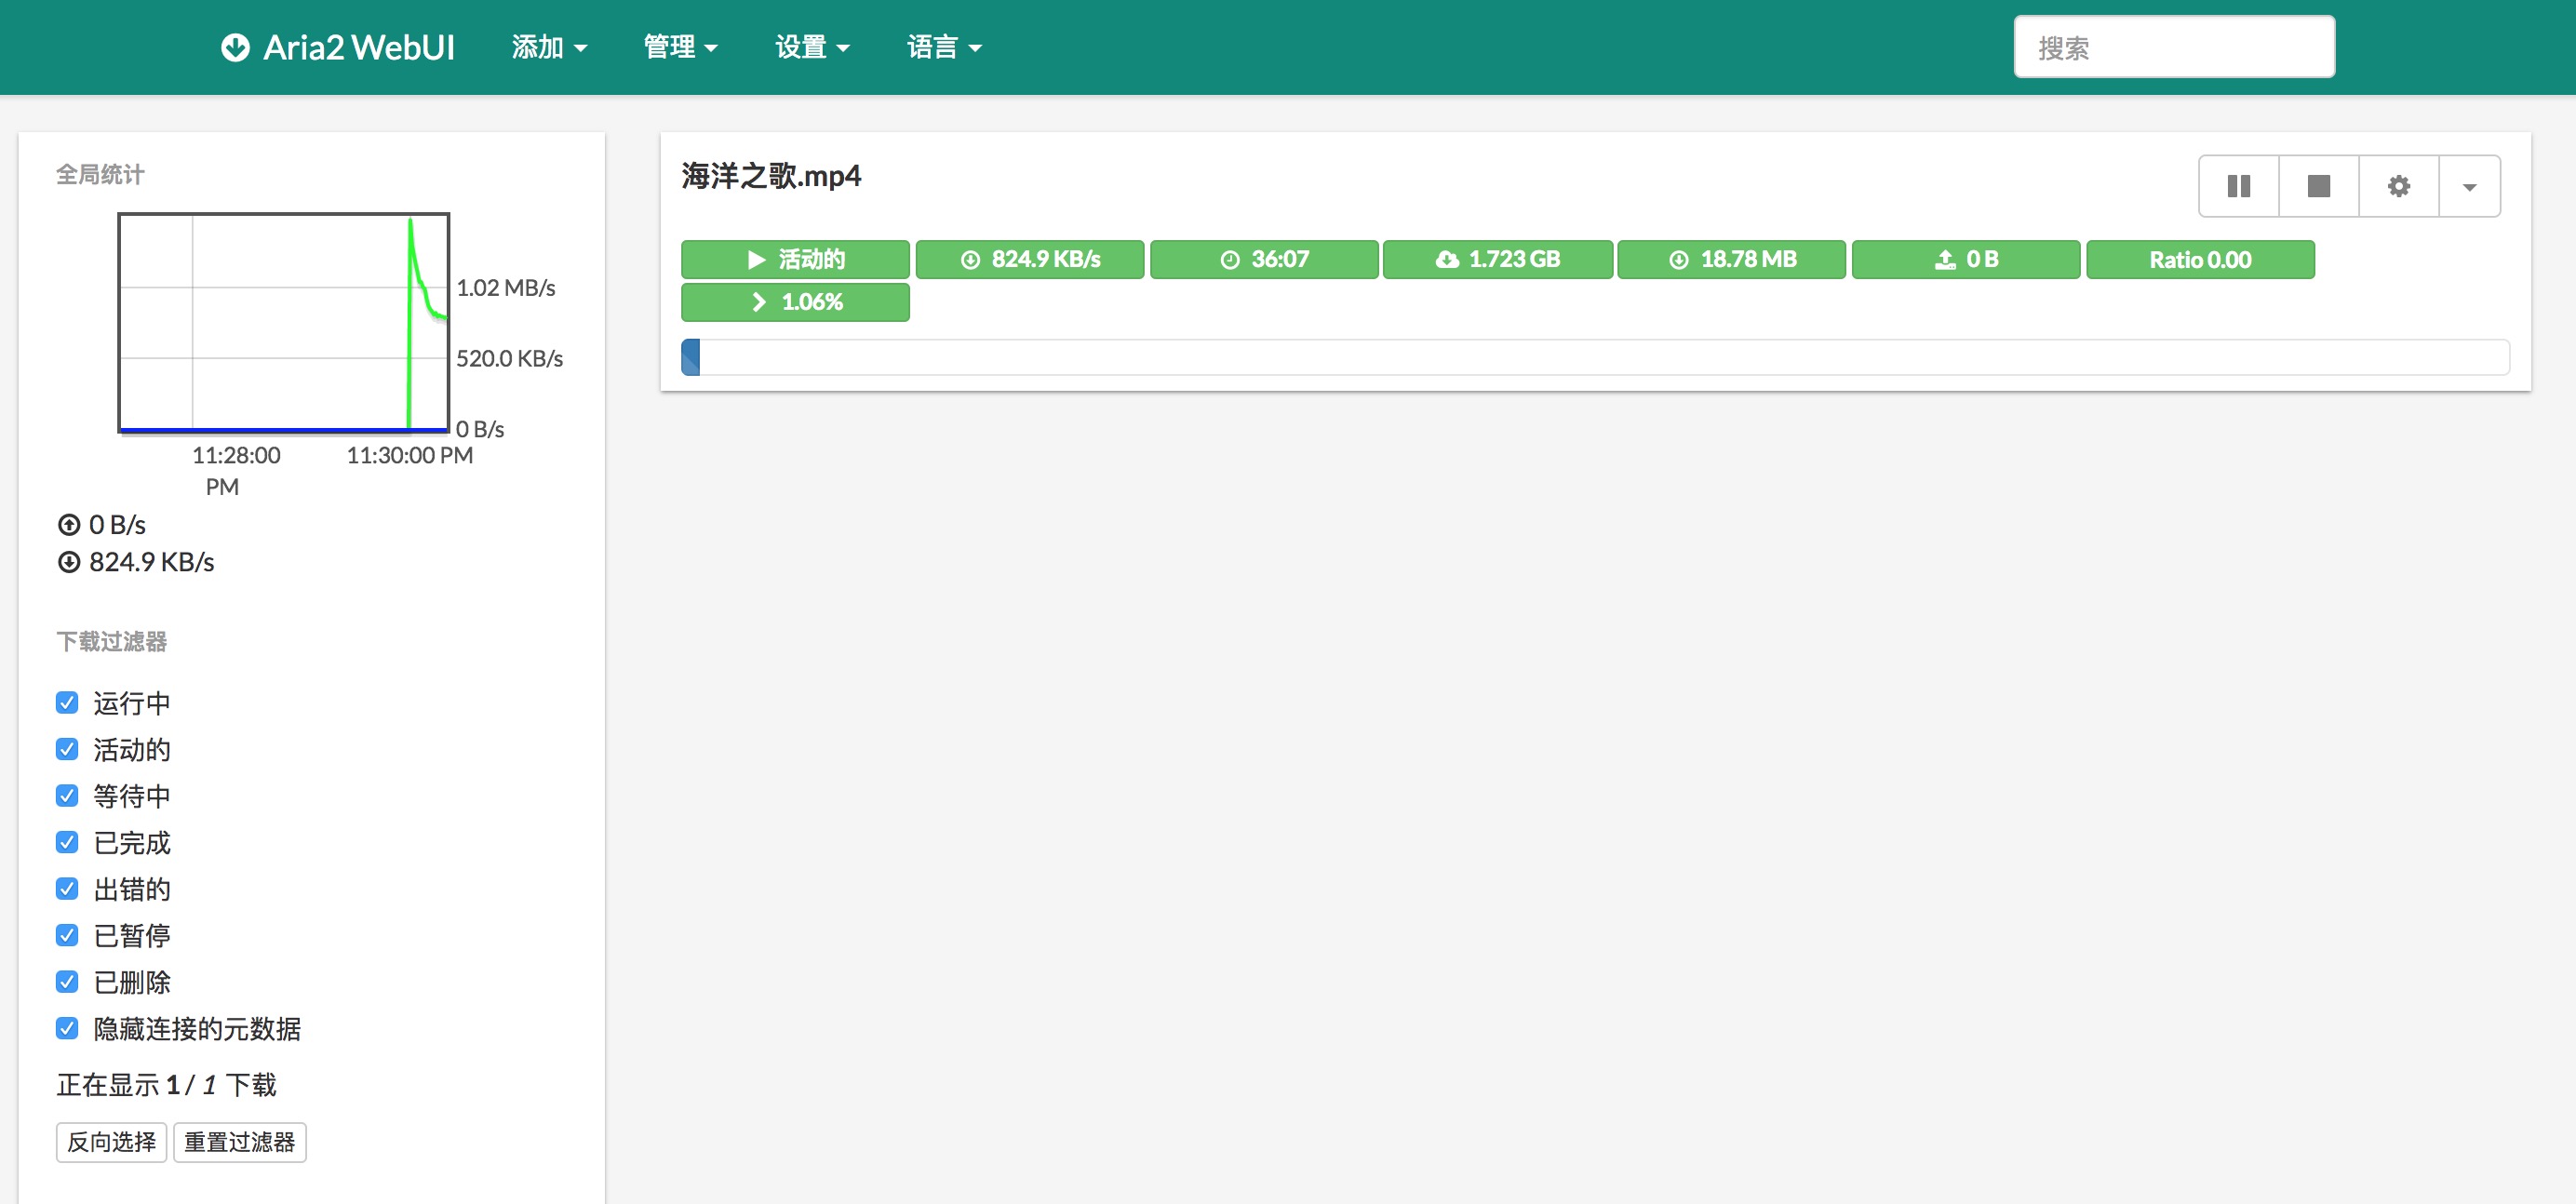 Aria2 WebUI 添加 管理 设置 语言 搜索
全局统计
1.02 MB/s
520.0 KB/s
0 B/s
11:28:00 PM
11:30:00 PM
0 B/s
824.9 KB/s
下载过滤器
运行中
活动的
等待中
已完成
出错的
已暂停
已删除
隐藏连接的元数据
正在显示 1 / 1 下载
反向选择 重置过滤器
海洋之歌.mp4
活动的 824.9 KB/s 36:07 1.723 GB 18.78 MB 0 B Ratio 0.00
1.06%